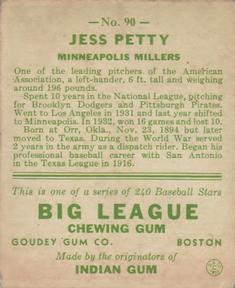 —No. 90—
JESS PETTY
MINNEAPOLIS MILLERS
One of the leading pitchers of the American
Association, a left-hander, 6 ft. tall and weighing
around 196 pounds.
Spent 10 years in the National League, pitching
for Brooklyn Dodgers and Pittsburgh Pirates.
Went to Los Angeles in 1931 and last year shifted
to Minneapolis. In 1932, won 16 games and lost 10.
Born at Orr, Okla., Nov. 23, 1894 but later
moved to Texas. During the World War served
2 years in the army as a dispatch rider. Began his
professional baseball career with San Antonio
in the Texas League in 1916.
This is one of a series of 240 Baseball Stars
BIG LEAGUE
CHEWING GUM
GOUDEY GUM CO. BOSTON
Made by the originators of
INDIAN GUM